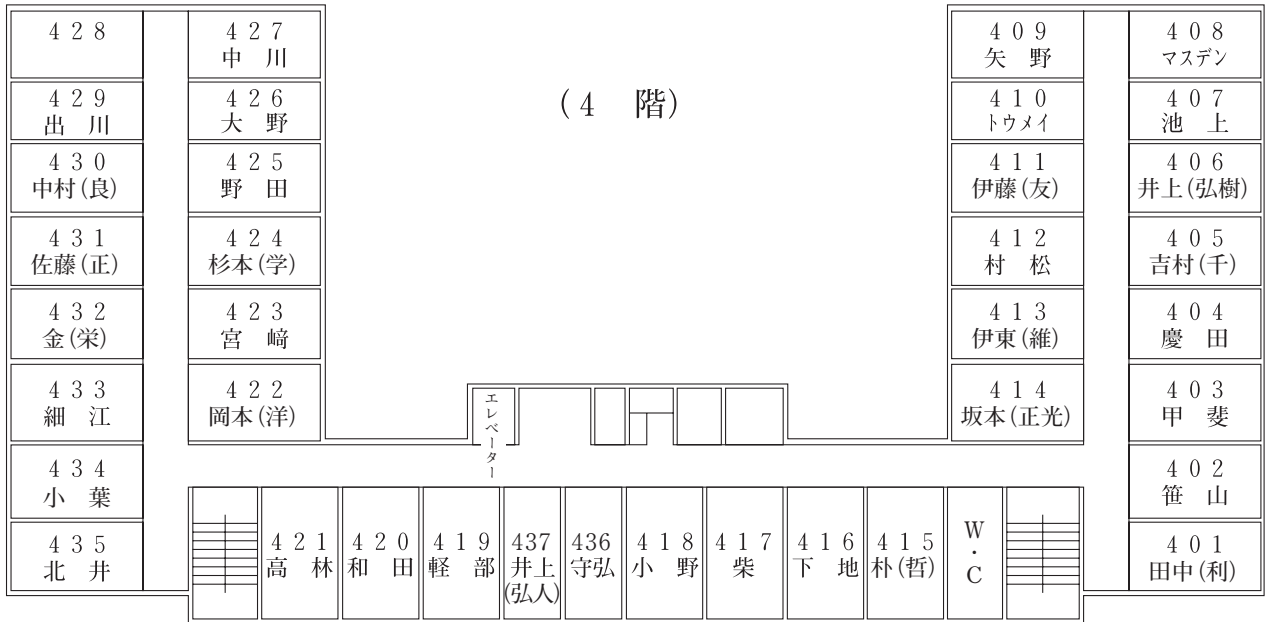 (4 階)
428
429
出 川
430
中村(良)
431
佐藤(正)
432
金(栄)
433
細 江
434
小 葉
435
北 井
427
中 川
426
大 野
425
野 田
424
杉本(学)
423
宮 﨑
422
岡本(洋)
エレベーター
409
矢 野
410
トウメイ
411
伊藤(友)
412
村 松
413
伊東(維)
414
坂本(正光)
408
マスデン
407
池 上
406
井上(弘樹)
405
吉村(千)
404
慶 田
403
甲 斐
402
笹 山
401
田中(利)
421
高 林
420
和 田
419
軽 部
437
井上
(弘人)
436
守弘
418
小 野
417
柴
416
下 地
415
朴(哲)
W・C